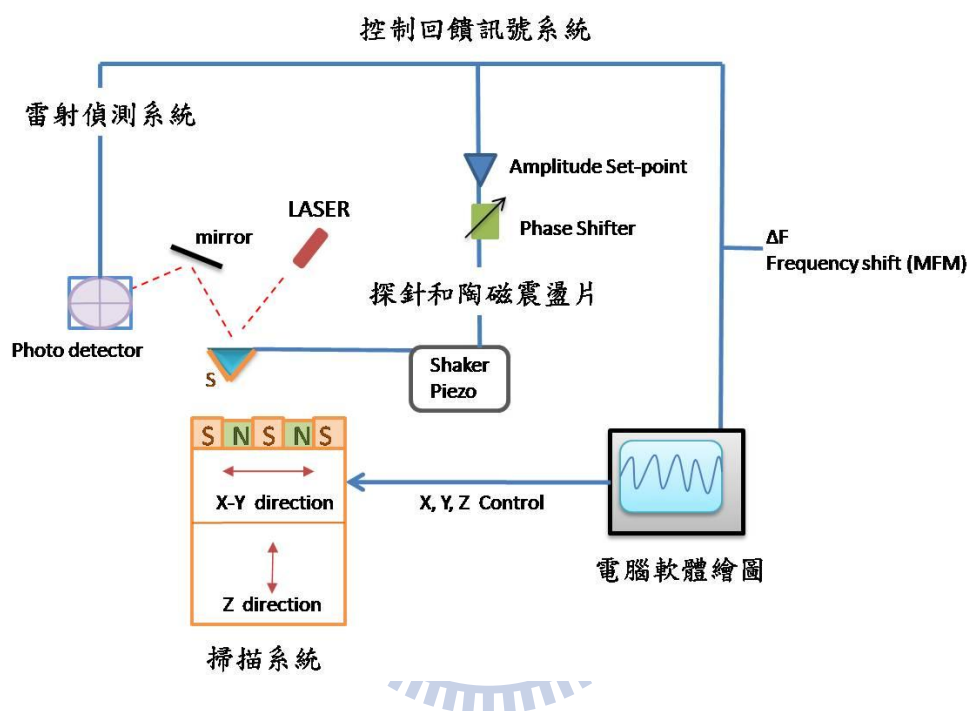 控制回饋訊號系統
雷射偵測系統
Amplitude Set-point
LASER
mirror
Phase Shifter
ΔF
Frequency shift (MFM)
探針和陶磁震盪片
Photo detector
S
Shaker
Piezo
S N S N S
X-Y direction
X, Y, Z Control
電腦軟體繪圖
Z direction
掃描系統